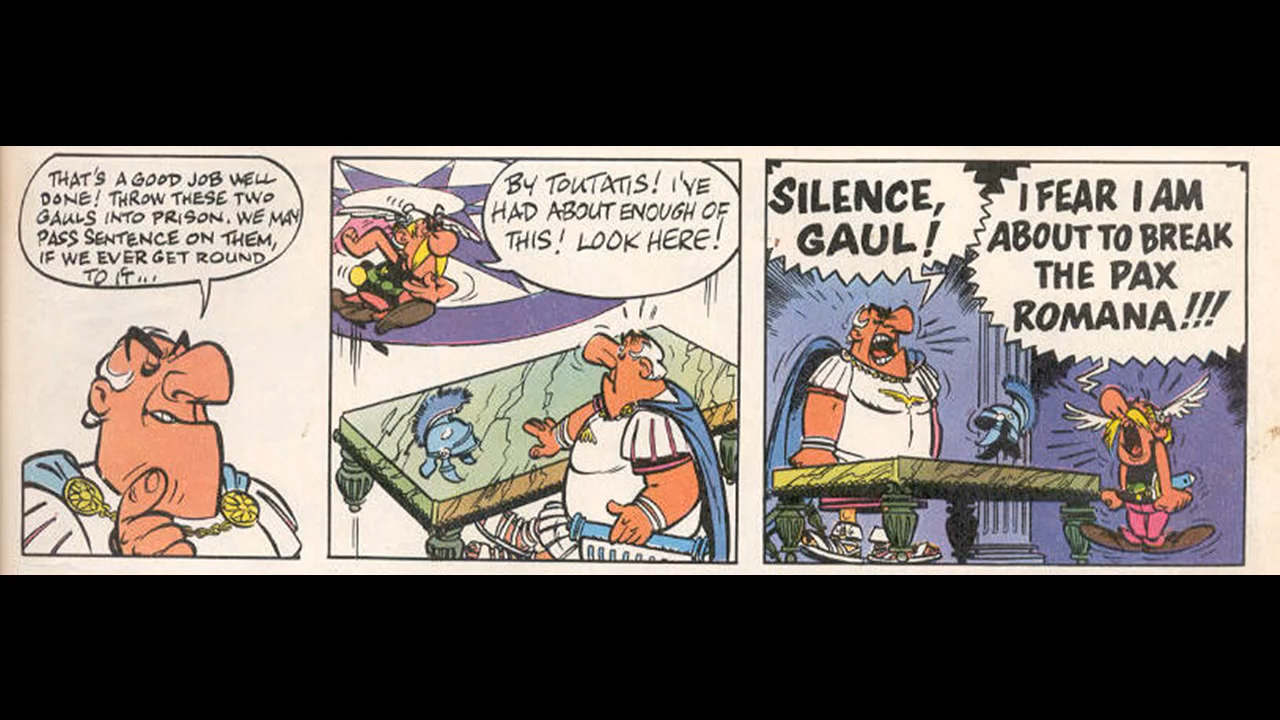 THAT'S A GOOD JOB WELL
DONE! THROW THESE TWO
GAULS INTO PRISON. WE MAY
PASS SENTENCE ON THEM,
IF WE EVER GET ROUND
TO IT...
BY TOUTATIS! I'VE
HAD ABOUT ENOUGH OF
THIS! LOOK HERE!
SILENCE,
GAUL!
I FEAR I AM
ABOUT TO BREAK
THE PAX
ROMANA!!!